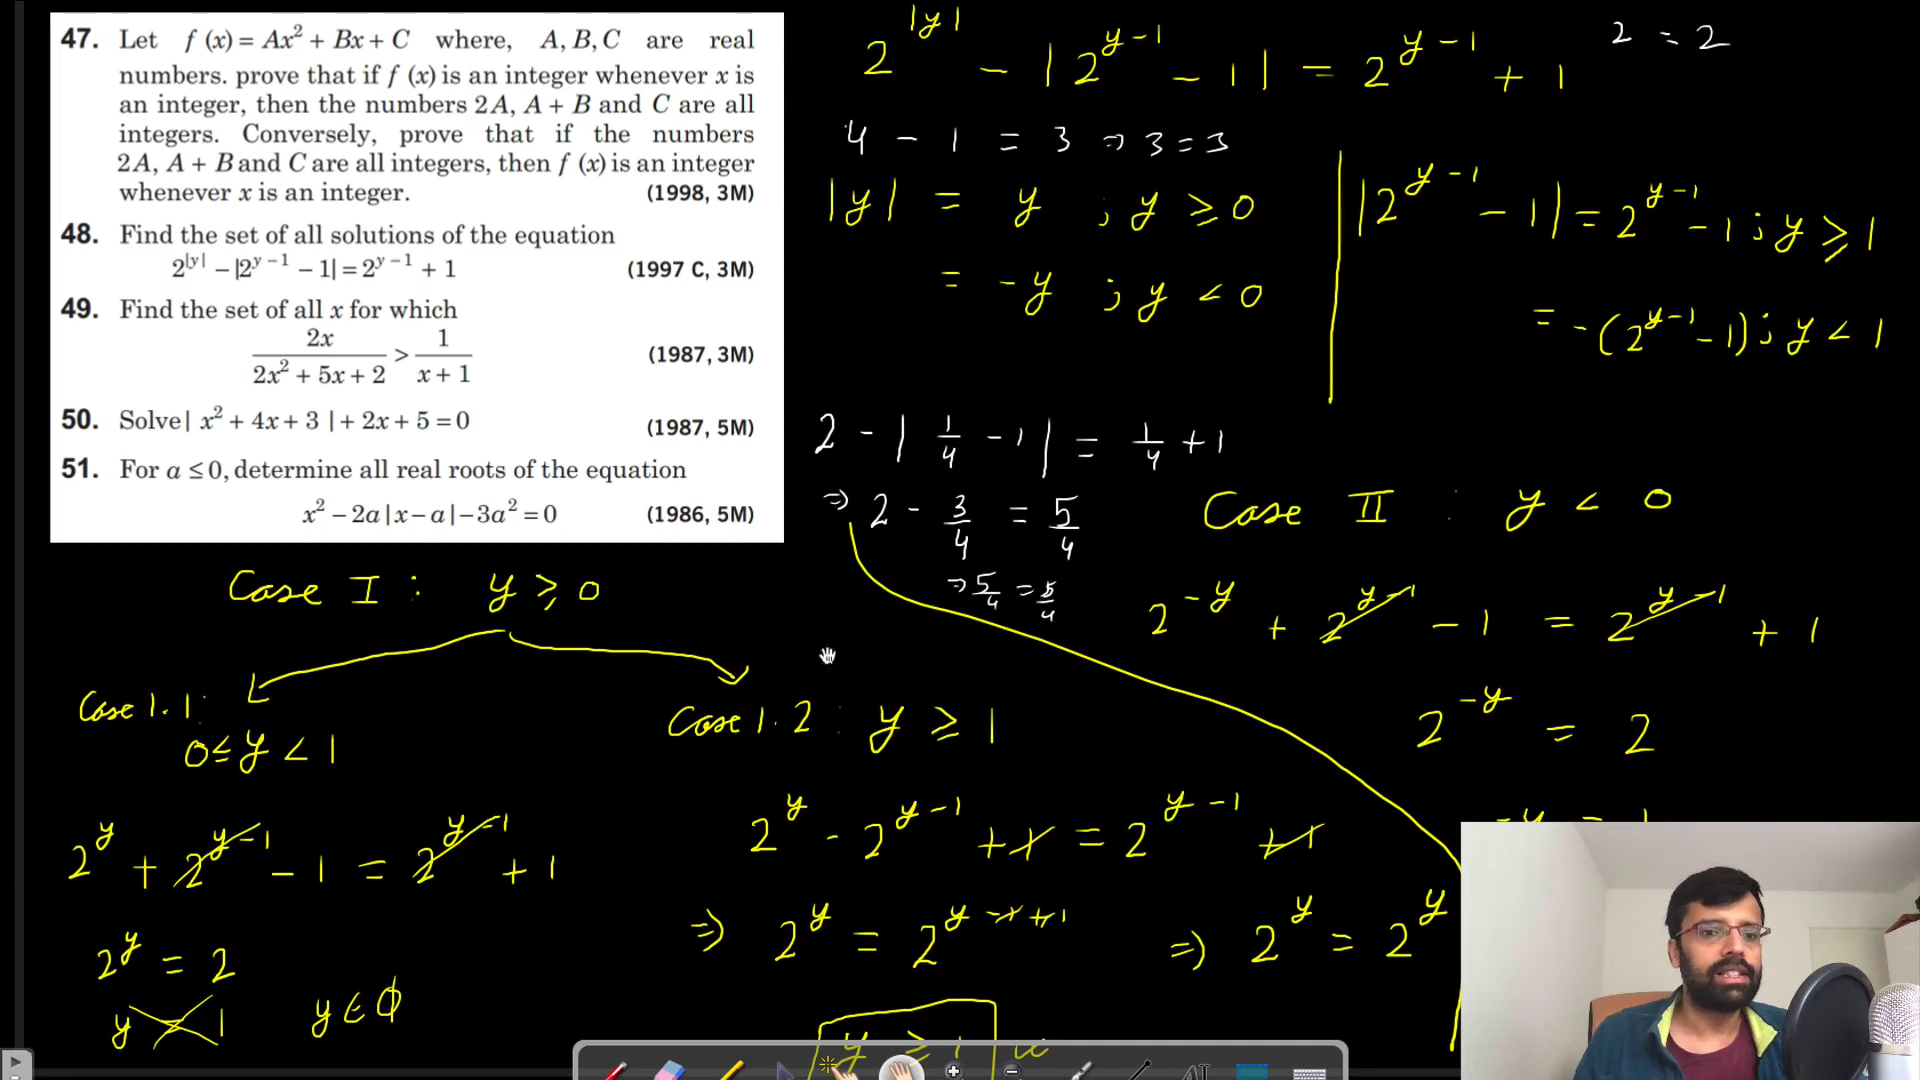 47. Let f (x) = Ax² + Bx + C where, A, B, C are real
numbers. prove that if f (x) is an integer whenever x is
an integer, then the numbers 2A, A + B and C are all
integers. Conversely, prove that if the numbers
2A, A + B and C are all integers, then f (x) is an integer
whenever x is an integer. (1998, 3M)
48. Find the set of all solutions of the equation
2^|y| − |2^(y−1) − 1| = 2^(y−1) + 1 (1997 C, 3M)
49. Find the set of all x for which
2x/(2x² + 5x + 2) > 1/(x + 1) (1987, 3M)
50. Solve | x² + 4x + 3 | + 2x + 5 = 0 (1987, 5M)
51. For a ≤ 0, determine all real roots of the equation
x² − 2a | x − a | − 3a² = 0 (1986, 5M)
2^|y| − |2^(y−1) − 1| = 2^(y−1) + 1
2 = 2
4 − 1 = 3 ⇒ 3 = 3
|y| = y ; y ≥ 0
= −y ; y < 0
|2^(y−1) − 1| = 2^(y−1) − 1 ; y ≥ 1
= −(2^(y−1) − 1) ; y < 1
2 − | 1/4 − 1 | = 1/4 + 1
⇒ 2 − 3/4 = 5/4
⇒ 5/4 = 5/4
Case I : y ≥ 0
Case 1.1 :
0 ≤ y < 1
2^y + 2^(y−1) − 1 = 2^(y−1) + 1
2^y = 2
y = 1 y ∈ ϕ
Case 1.2 : y ≥ 1
2^y − 2^(y−1) + 1 = 2^(y−1) + 1
⇒ 2^y = 2^(y−1+1)
⇒ 2^y = 2^y
y ≥ 1
Case II : y < 0
2^−y + 2^(y−1) − 1 = 2^(y−1) + 1
2^−y = 2
−y = 1